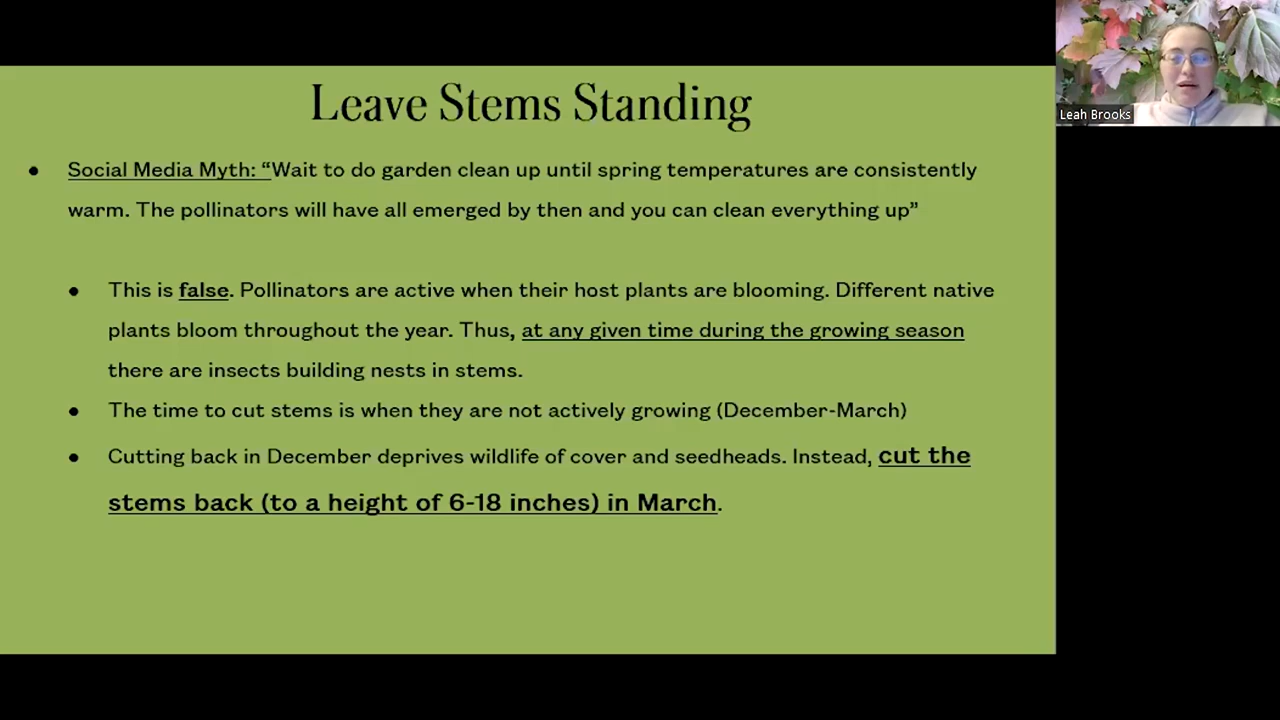 Leave Stems Standing
Leah Brooks
● Social Media Myth: “Wait to do garden clean up until spring temperatures are consistently
warm. The pollinators will have all emerged by then and you can clean everything up”
● This is false. Pollinators are active when their host plants are blooming. Different native
plants bloom throughout the year. Thus, at any given time during the growing season
there are insects building nests in stems.
● The time to cut stems is when they are not actively growing (December-March)
● Cutting back in December deprives wildlife of cover and seedheads. Instead, cut the
stems back (to a height of 6-18 inches) in March.